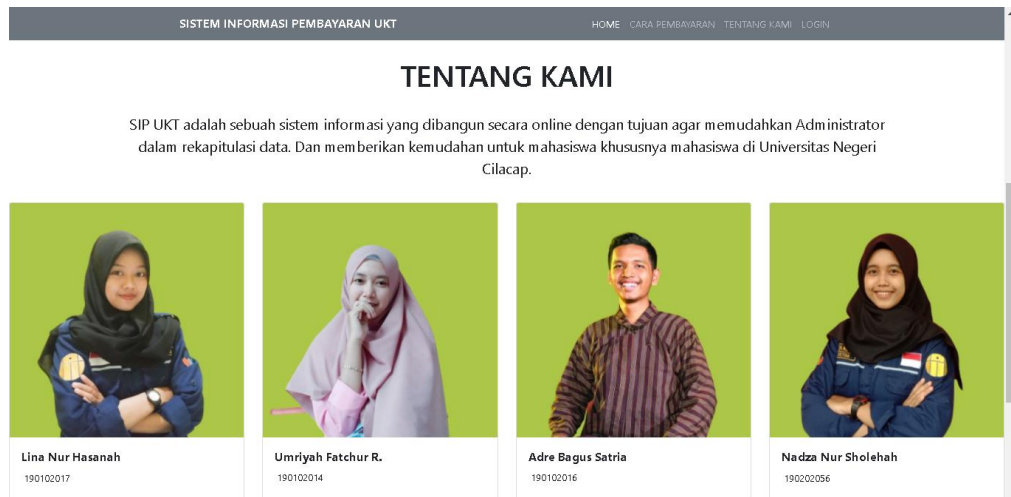 SISTEM INFORMASI PEMBAYARAN UKT
HOME CARA PEMBAYARAN TENTANG KAMI LOGIN
TENTANG KAMI
SIP UKT adalah sebuah sistem informasi yang dibangun secara online dengan tujuan agar memudahkan Administrator
dalam rekapitulasi data. Dan memberikan kemudahan untuk mahasiswa khususnya mahasiswa di Universitas Negeri
Cilacap.
Lina Nur Hasanah
190102017
Umriyah Fatchur R.
190102014
Adre Bagus Satria
190102016
Nadza Nur Sholehah
190202056